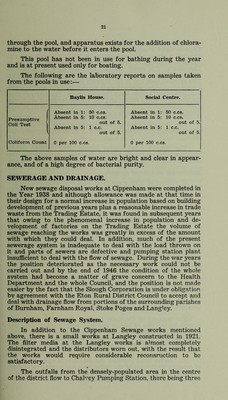 21
through the pool, and apparatus exists for the addition of chlora-
mine to the water before it enters the pool.
This pool has not been in use for bathing during the year
and is at present used only for boating.
The following are the laboratory reports on samples taken
from the pools in use:—
Baylis House.
Social Centre.
Presumptive
Coli Test
Absent in 1: 50 c.cs.
Absent in 5: 10 c.cs.
out of 5.
Absent in 5: 1 c.c.
out of 5.
Absent in 1: 50 c.cs.
Absent in 5: 10 c.cs.
out of 5.
Absent in 5: 1 c.c.
out of 5.
Coliform Count
0 per 100 c.cs.
0 per 100 c.cs.
The above samples of water are bright and clear in appear-
ance, and of a high degree of bacterial purity.
SEWERAGE AND DRAINAGE.
New sewage disposal works at Cippenham were completed in
the Year 1938 and although allowance was made at that time in
their design for a normal increase in population based on building
development of previous years plus a reasonable increase in trade
waste from the Trading Estate, it was found in subsequent years
that owing to the phenomenal increase in population and de-
velopment of factories on the Trading Estate the volume of
sewage reaching the works was greatly in excess of the amount
with which they could deal. In addition, much of the present
sewerage system is inadequate to deal with the load thrown on
it and parts of sewers are defective and pumping station plant
insufficient to deal with the flow of sewage. During the war years
the position deteriorated as the necessary work could not be
carried out and by the end of 1946 the condition of the whole
system had become a matter of grave concern to the Health
Department and the whole Council, and the position is not made
easier by the fact that the Slough Corporation is under obligation
by agreement with the Eton Rural District Council to accept and
deal with drainage flow from portions of the surrounding parishes
of Burnham, Farnham Royal, Stoke Poges and Langley.
Description of Sewage System.
In addition to the Cippenham Sewage works mentioned
above, there is a small works at Langley constructed in 1921.
The filter media at the Langley works is almost completely
disintegrated and the distributors worn out, with the result that
the works would require considerable reconstruction to be
satisfactory.
The outfalls from the densely-populated area in the centre
of the district flow to Chalvey Pumping Station, there being three